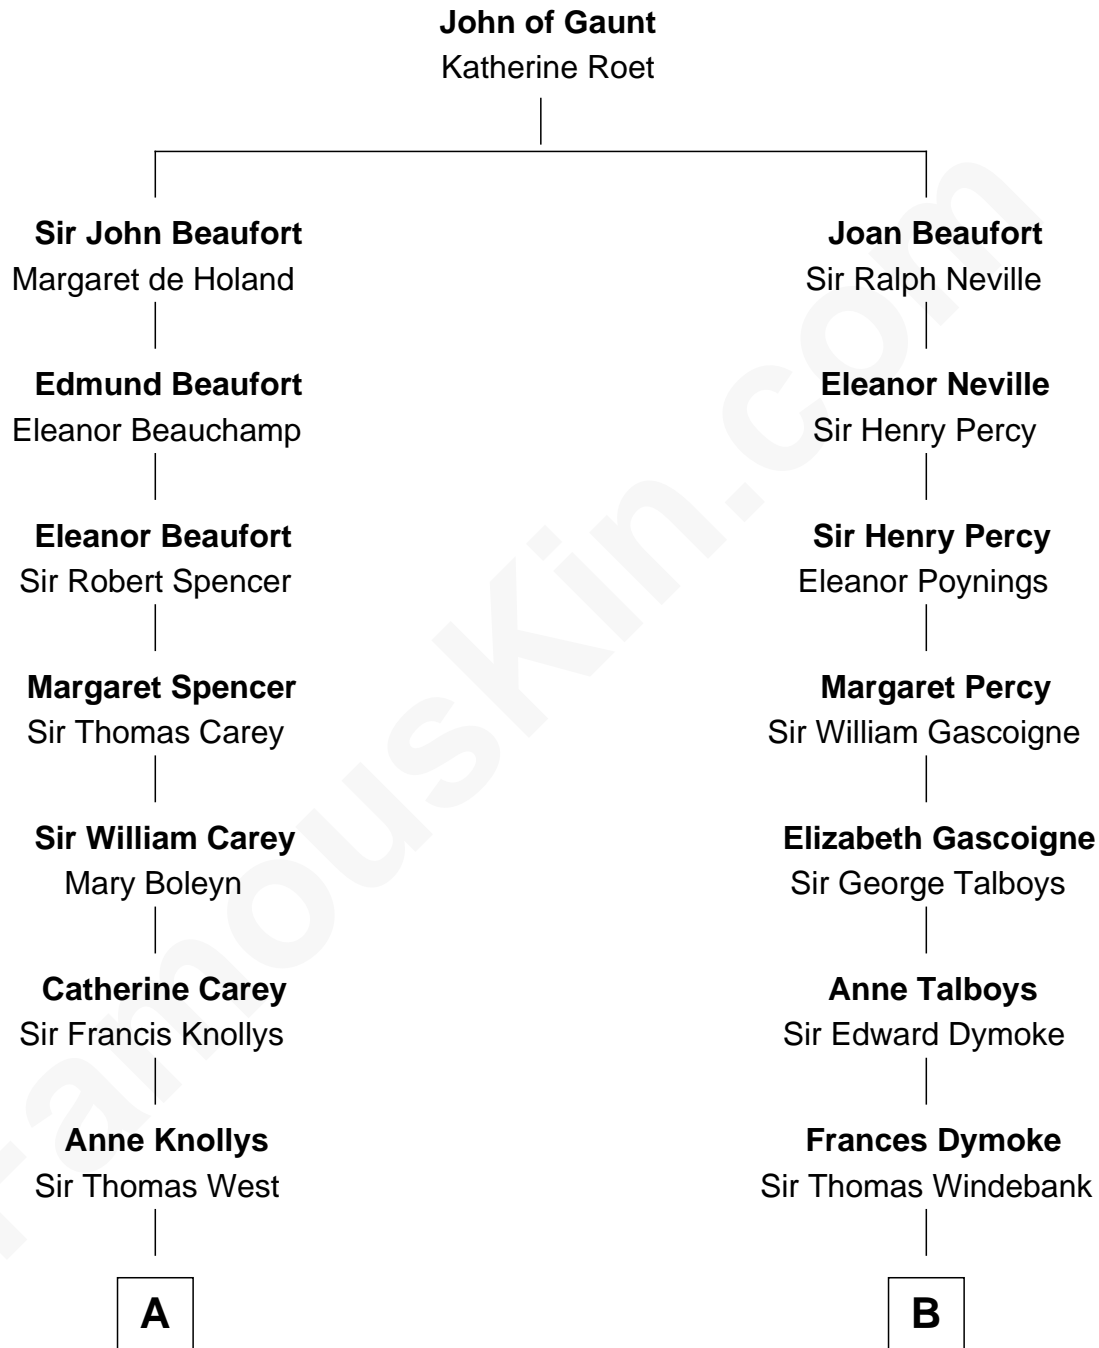 John of Gaunt
Katherine Roet
Sir John Beaufort
Margaret de Holand
Joan Beaufort
Sir Ralph Neville
Edmund Beaufort
Eleanor Beauchamp
Eleanor Neville
Sir Henry Percy
Eleanor Beaufort
Sir Robert Spencer
Sir Henry Percy
Eleanor Poynings
Margaret Spencer
Sir Thomas Carey
Margaret Percy
Sir William Gascoigne
Sir William Carey
Mary Boleyn
Elizabeth Gascoigne
Sir George Talboys
Catherine Carey
Sir Francis Knollys
Anne Talboys
Sir Edward Dymoke
Anne Knollys
Sir Thomas West
Frances Dymoke
Sir Thomas Windebank
A
B
FamousKin.com